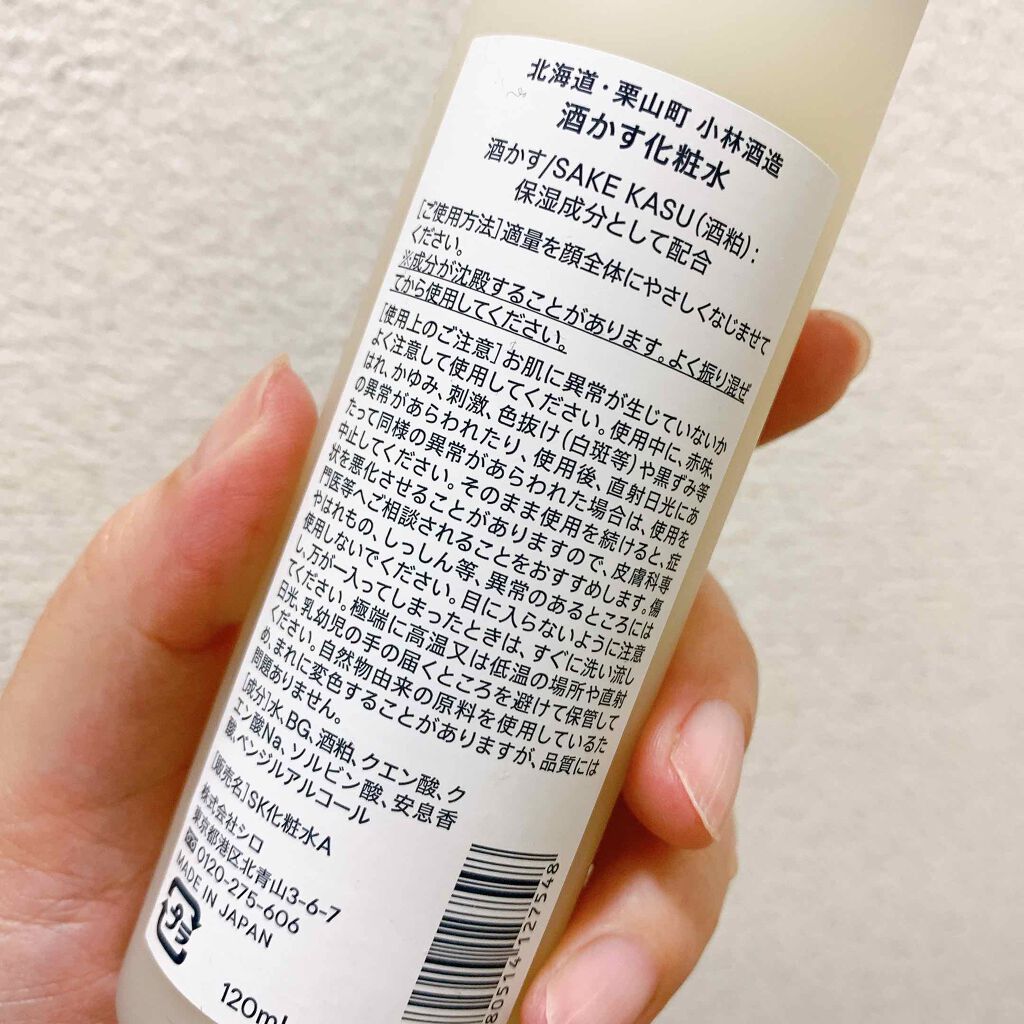 北海道・栗山町 小林酒造
酒かす化粧水
酒かす/SAKE KASU(酒粕):
保湿成分として配合
[ご使用方法]適量を顔全体にやさしくなじませて
ください。
※成分が沈殿することがあります。よく振り混ぜ
てから使用してください。
[使用上のご注意]お肌に異常が生じていないか
よく注意して使用してください。使用中に、赤味、
はれ、かゆみ、刺激、色抜け(白斑等)や黒ずみ等
の異常があらわれたり、使用後、直射日光にあ
たって同様の異常があらわれた場合は、使用を
中止してください。そのまま使用を続けると、症
状を悪化させることがありますので、皮膚科専
門医等へご相談されることをおすすめします。傷
やはれもの、しっしん等、異常のあるところには
使用しないでください。目に入らないように注意
し、万が一入ってしまったときは、すぐに洗い流し
てください。極端に高温又は低温の場所や直射
日光、乳幼児の手の届くところを避けて保管して
ください。自然物由来の原料を使用しているた
め、まれに変色することがありますが、品質には
問題ありません。
[成分]水、BG、酒粕、クエン酸、ク
エン酸Na、ソルビン酸、安息香
酸、ベンジルアルコール
[販売名]SK化粧水A
株式会社シロ
東京都港区北青山3-6-7
0120-275-606
MADE IN JAPAN
プラ
120ml
80514127548